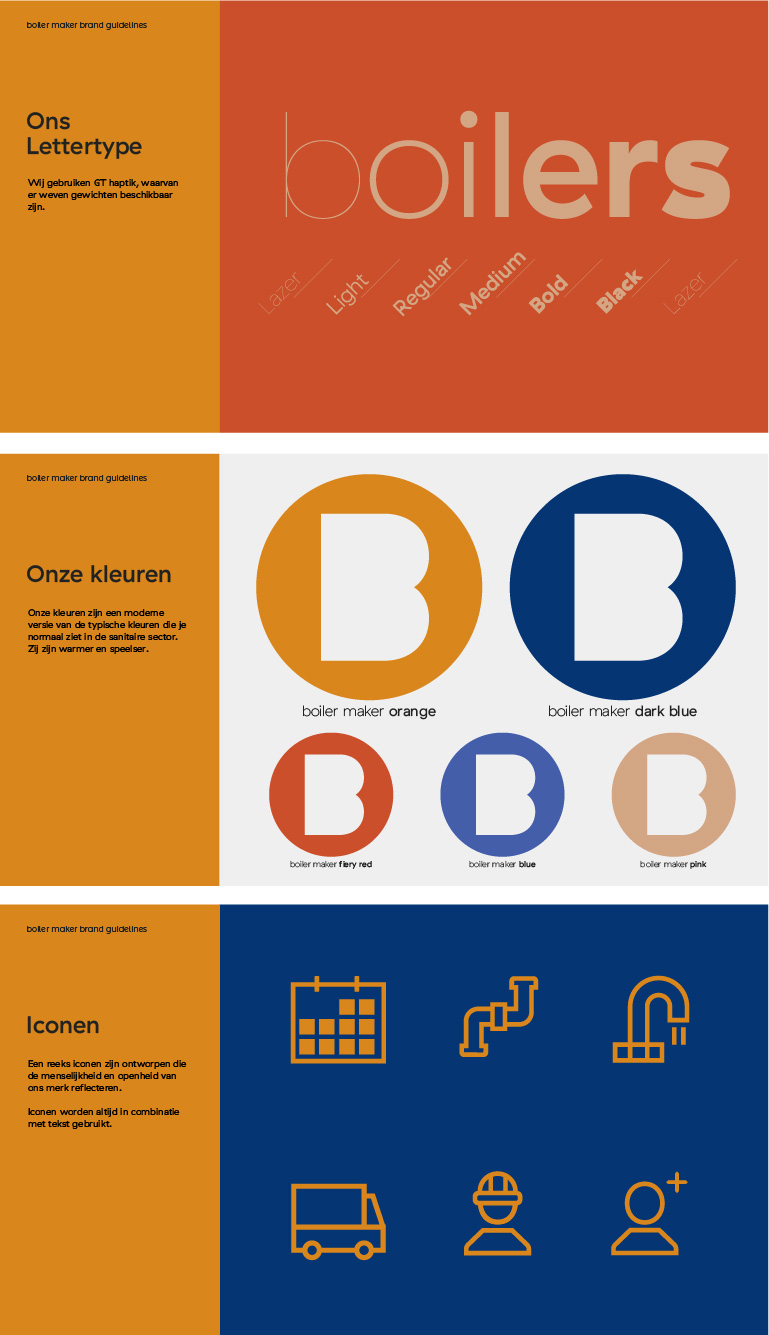 boiler maker brand guidelines
Ons
Lettertype
Wij gebruiken GT haptik, waarvan
er weven gewichten beschikbaar
zijn.
boilers
Lazer
Light
Regular
Medium
Bold
Black
Lazer
boiler maker brand guidelines
Onze kleuren
Onze kleuren zijn een moderne
versie van de typische kleuren die je
normaal ziet in de sanitaire sector.
Zij zijn warmer en speelser.
B
B
boiler maker orange
boiler maker dark blue
B
B
B
boiler maker fiery red
boiler maker blue
boiler maker pink
boiler maker brand guidelines
Iconen
Een reeks iconen zijn ontworpen die
de menselijkheid en openheid van
ons merk reflecteren.
Iconen worden altijd in combinatie
met tekst gebruikt.